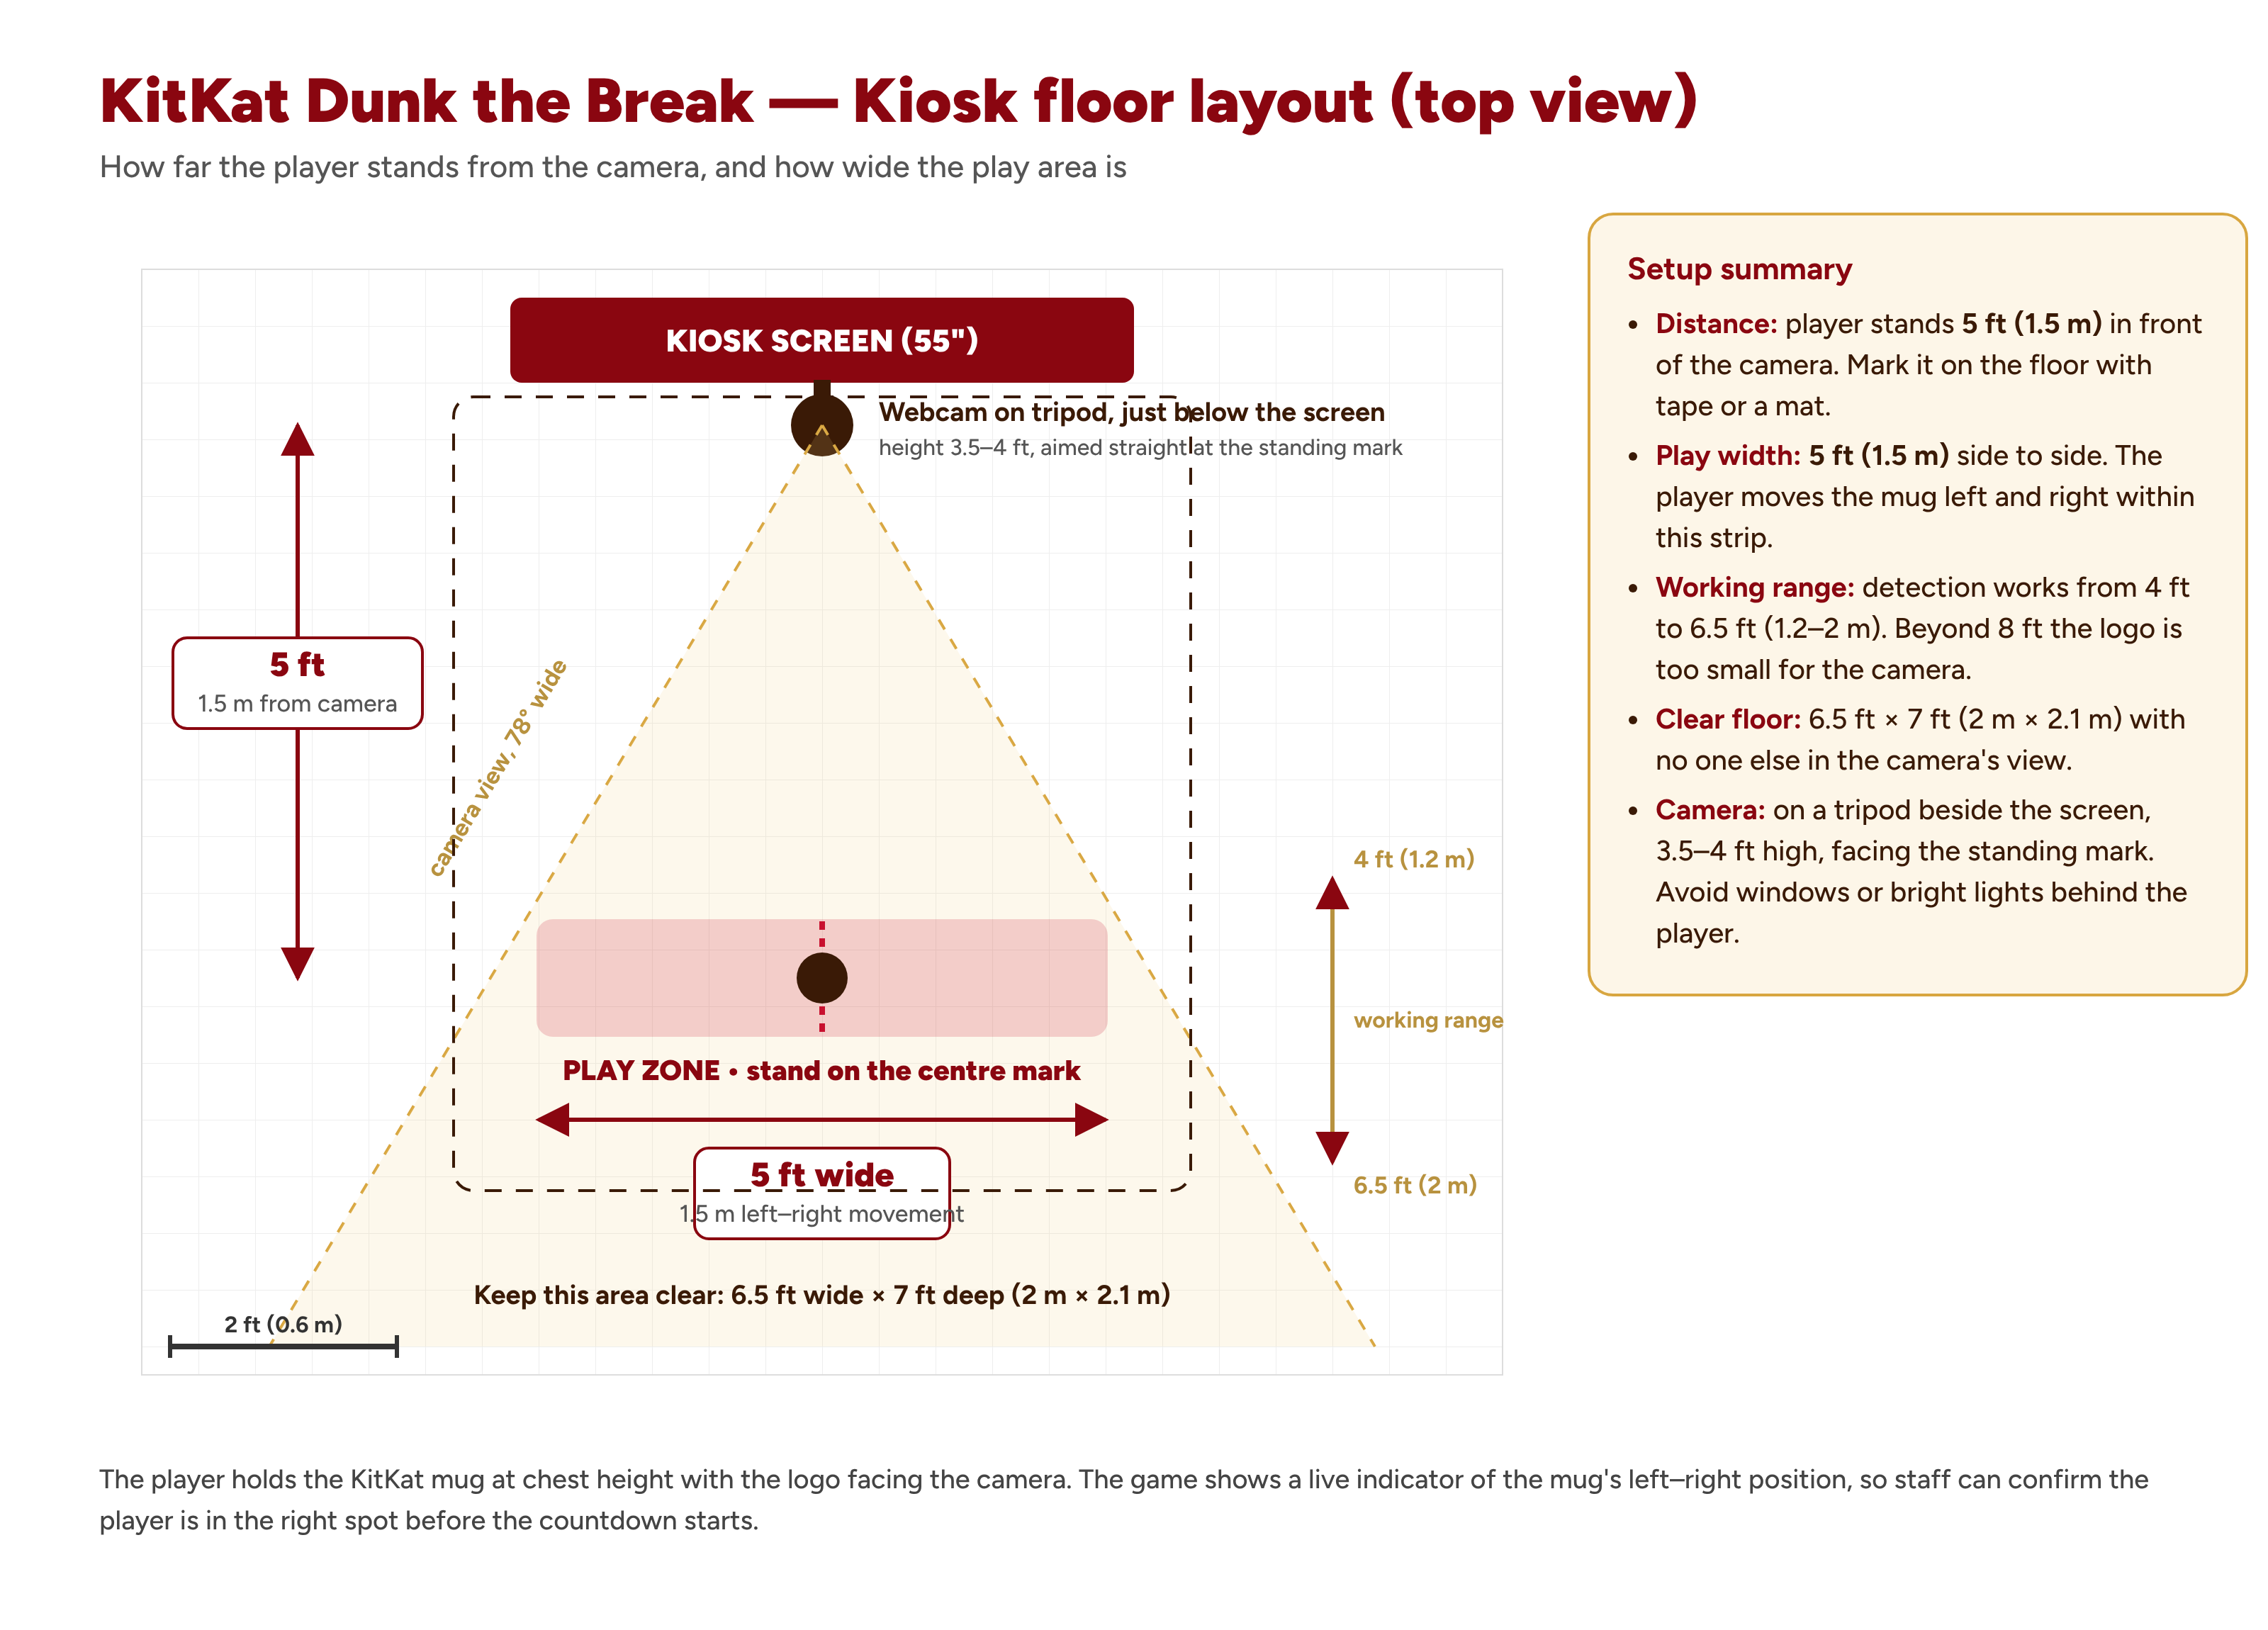 KitKat Dunk the Break — Kiosk floor layout (top view)
How far the player stands from the camera, and how wide the play area is
KIOSK SCREEN (55")
Webcam on tripod, just below the screen
height 3.5–4 ft, aimed straight at the standing mark
5 ft
1.5 m from camera
camera view, 78° wide
4 ft (1.2 m)
working range
6.5 ft (2 m)
PLAY ZONE • stand on the centre mark
5 ft wide
1.5 m left–right movement
Keep this area clear: 6.5 ft wide × 7 ft deep (2 m × 2.1 m)
2 ft (0.6 m)
Setup summary
• Distance: player stands 5 ft (1.5 m) in front
of the camera. Mark it on the floor with
tape or a mat.
• Play width: 5 ft (1.5 m) side to side. The
player moves the mug left and right within
this strip.
• Working range: detection works from 4 ft
to 6.5 ft (1.2–2 m). Beyond 8 ft the logo is
too small for the camera.
• Clear floor: 6.5 ft × 7 ft (2 m × 2.1 m) with
no one else in the camera's view.
• Camera: on a tripod beside the screen,
3.5–4 ft high, facing the standing mark.
Avoid windows or bright lights behind the
player.
The player holds the KitKat mug at chest height with the logo facing the camera. The game shows a live indicator of the mug's left–right position, so staff can confirm the
player is in the right spot before the countdown starts.